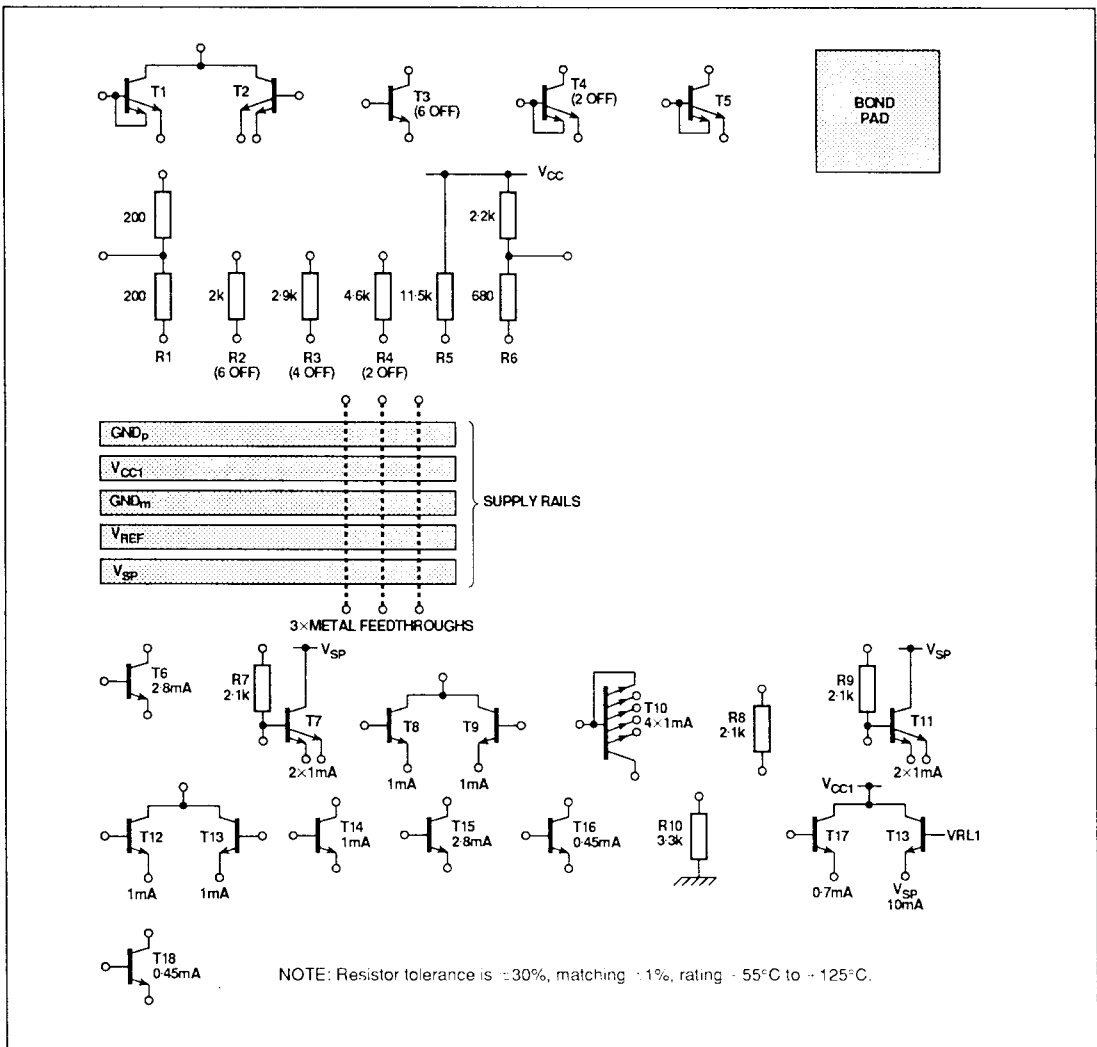 T1
T2
T3
(6 OFF)
T4
(2 OFF)
T5
BOND
PAD
VCC
200
2·2k
200
2k
2·9k
4·6k
11·5k
680
R1
R2
(6 OFF)
R3
(4 OFF)
R4
(2 OFF)
R5
R6
GNDp
VCC1
GNDm
VREF
VSP
SUPPLY RAILS
3×METAL FEEDTHROUGHS
T6
2·8mA
R7
2·1k
VSP
T7
2×1mA
T8
1mA
T9
1mA
T10
4×1mA
R8
2·1k
R9
2·1k
VSP
T11
2×1mA
T12
1mA
T13
1mA
T14
1mA
T15
2·8mA
T16
0·45mA
R10
3·3k
VCC1
T17
0·7mA
T13
VRL1
VSP
10mA
T18
0·45mA
NOTE: Resistor tolerance is 30%, matching 1%, rating 55°C to 125°C.